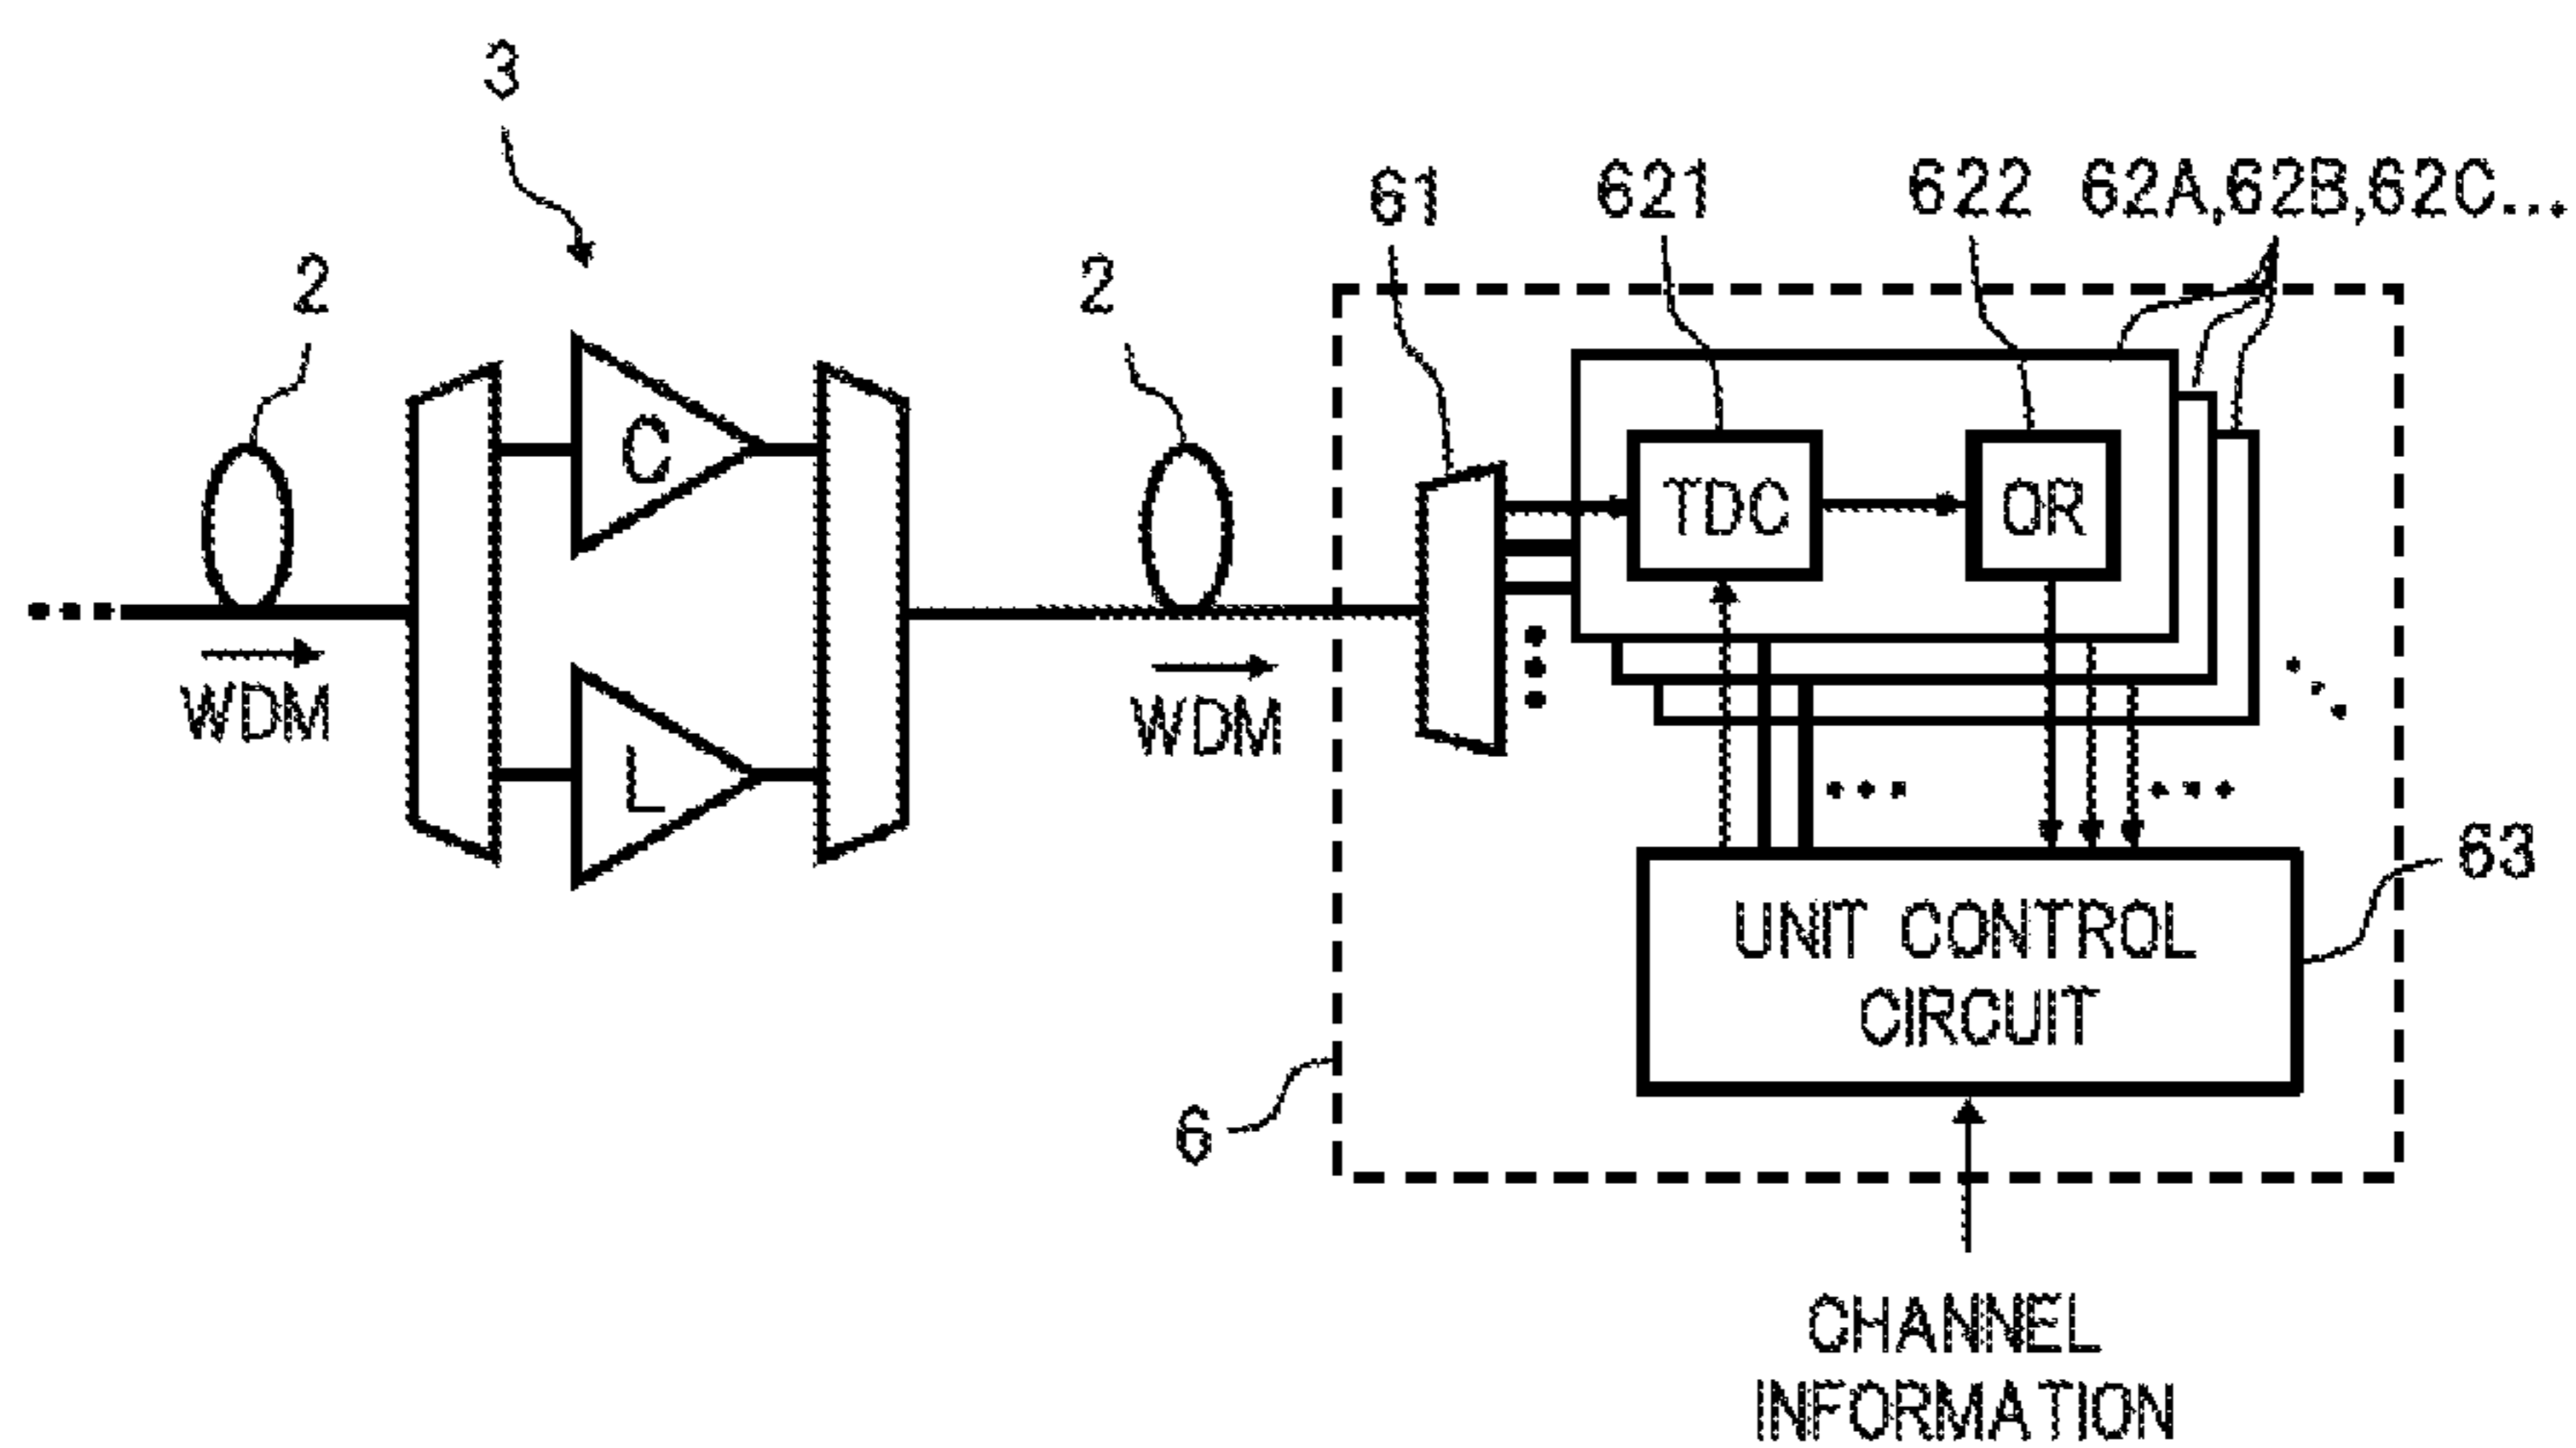 3
2
2
61
621
622
62A,62B,62C...
C
L
TDC
OR
WDM
WDM
UNIT CONTROL
CIRCUIT
63
6
CHANNEL
INFORMATION